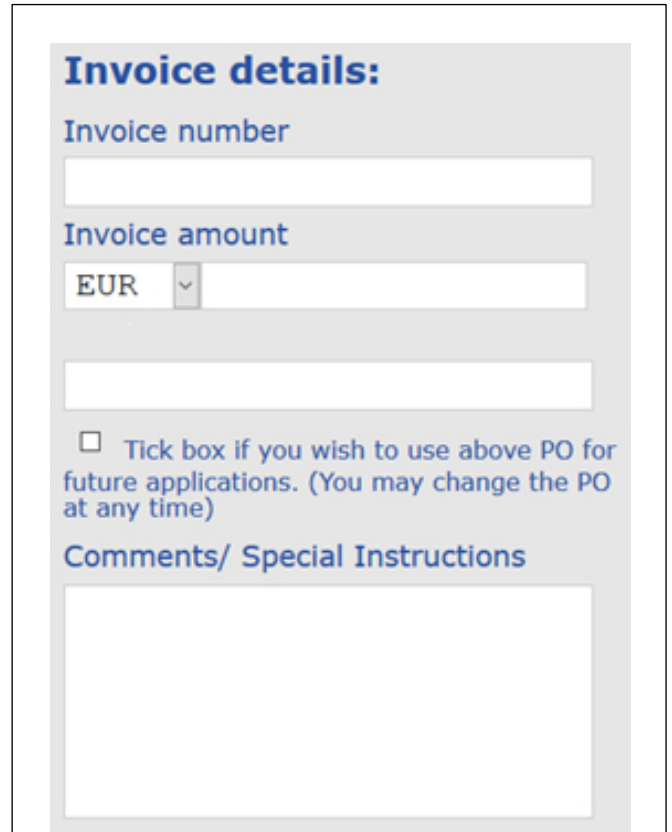 Invoice details:
Invoice number
Invoice amount
EUR
Tick box if you wish to use above PO for
future applications. (You may change the PO
at any time)
Comments/ Special Instructions